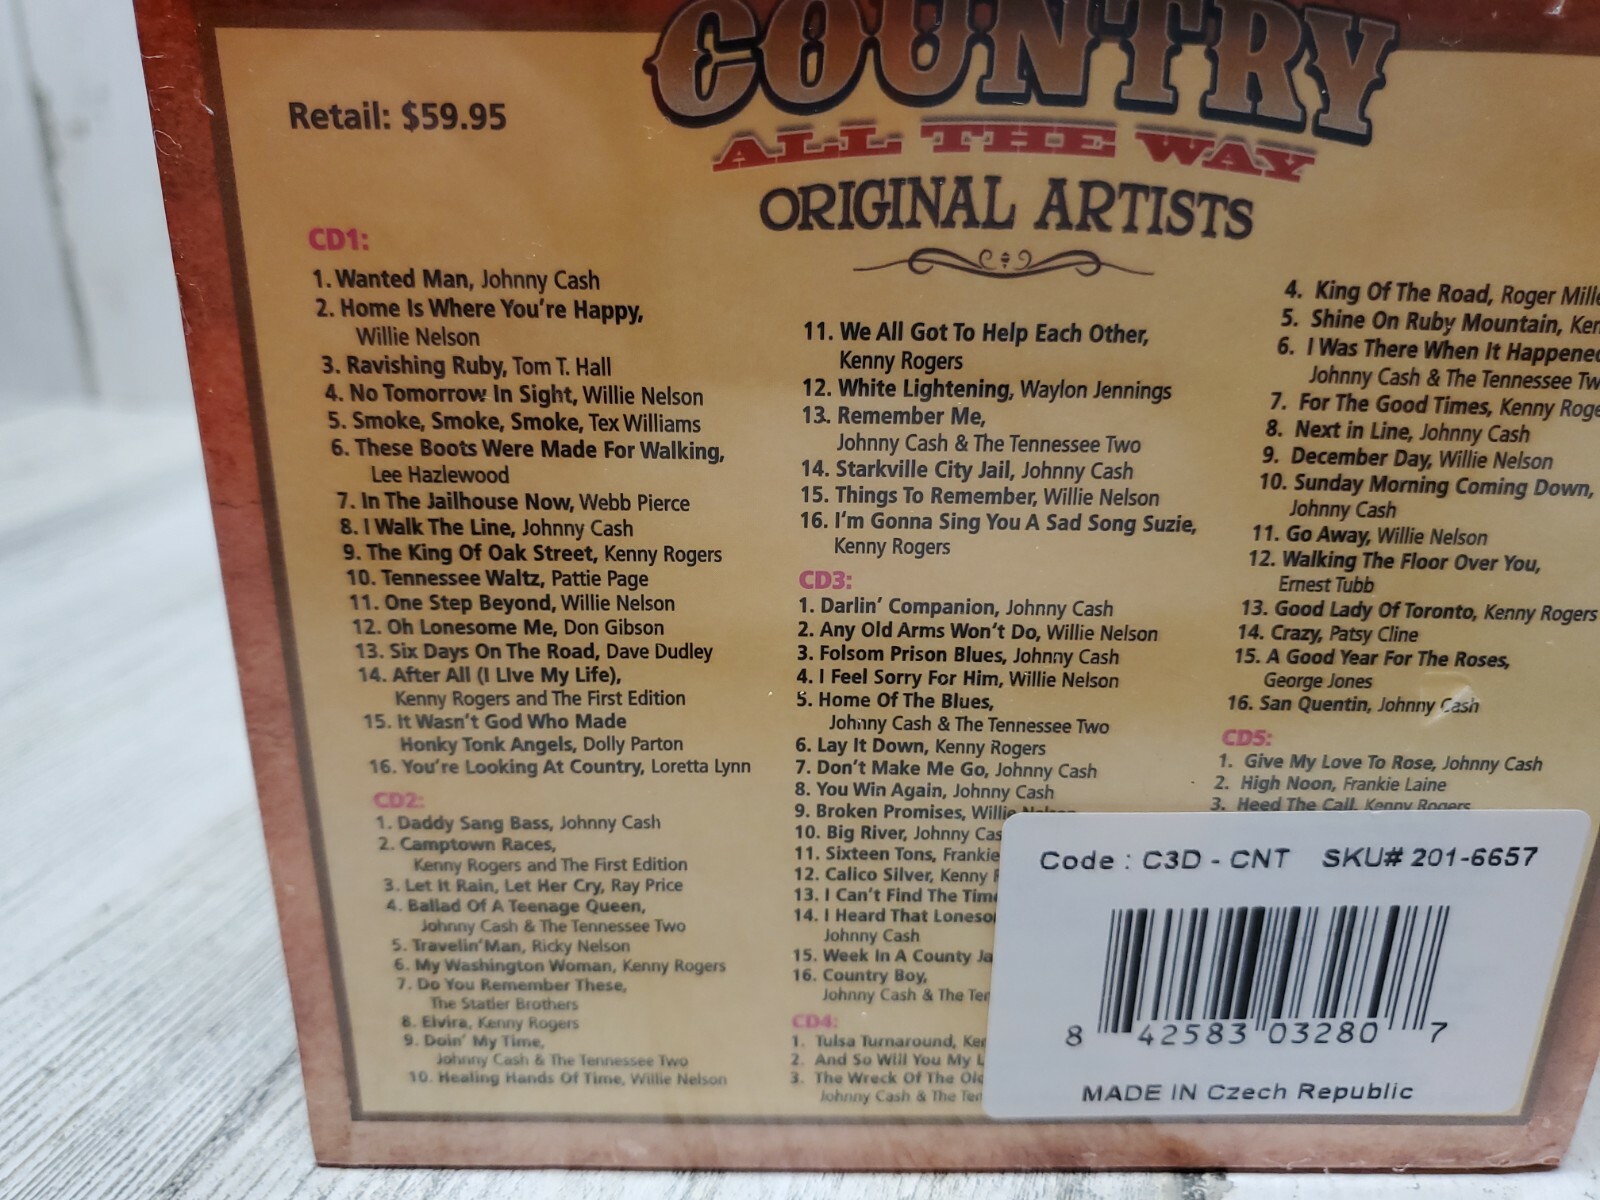 COUNTRY
ALL THE WAY
ORIGINAL ARTISTS
Retail: $59.95
CD1:
1. Wanted Man, Johnny Cash
2. Home Is Where You're Happy,
Willie Nelson
3. Ravishing Ruby, Tom T. Hall
4. No Tomorrow In Sight, Willie Nelson
5. Smoke, Smoke, Smoke, Tex Williams
6. These Boots Were Made For Walking,
Lee Hazlewood
7. In The Jailhouse Now, Webb Pierce
8. I Walk The Line, Johnny Cash
9. The King Of Oak Street, Kenny Rogers
10. Tennessee Waltz, Pattie Page
11. One Step Beyond, Willie Nelson
12. Oh Lonesome Me, Don Gibson
13. Six Days On The Road, Dave Dudley
14. After All (I Live My Life),
Kenny Rogers and The First Edition
15. It Wasn't God Who Made
Honky Tonk Angels, Dolly Parton
16. You're Looking At Country, Loretta Lynn
CD2:
1. Daddy Sang Bass, Johnny Cash
2. Camptown Races,
Kenny Rogers and The First Edition
3. Let It Rain, Let Her Cry, Ray Price
4. Ballad Of A Teenage Queen,
Johnny Cash & The Tennessee Two
5. Travelin' Man, Ricky Nelson
6. My Washington Woman, Kenny Rogers
7. Do You Remember These,
The Statler Brothers
8. Elvira, Kenny Rogers
9. Doin' My Time,
Johnny Cash & The Tennessee Two
10. Healing Hands Of Time, Willie Nelson
11. We All Got To Help Each Other,
Kenny Rogers
12. White Lightening, Waylon Jennings
13. Remember Me,
Johnny Cash & The Tennessee Two
14. Starkville City Jail, Johnny Cash
15. Things To Remember, Willie Nelson
16. I'm Gonna Sing You A Sad Song Suzie,
Kenny Rogers
CD3:
1. Darlin' Companion, Johnny Cash
2. Any Old Arms Won't Do, Willie Nelson
3. Folsom Prison Blues, Johnny Cash
4. I Feel Sorry For Him, Willie Nelson
5. Home Of The Blues,
Johnny Cash & The Tennessee Two
6. Lay It Down, Kenny Rogers
7. Don't Make Me Go, Johnny Cash
8. You Win Again, Johnny Cash
9. Broken Promises, Willie Nelson
10. Big River, Johnny Cas
11. Sixteen Tons, Frankie
12. Calico Silver, Kenny
13. I Can't Find The Time
14. I Heard That Loneso
Johnny Cash
15. Week In A County Ja
16. Country Boy,
Johnny Cash & The Ten
CD4:
1. Tulsa Turnaround, Ken
2. And So Will You My L
3. The Wreck Of The Old
Johnny Cash & The Ten
4. King Of The Road, Roger Mille
5. Shine On Ruby Mountain, Ken
6. I Was There When It Happened
Johnny Cash & The Tennessee Tw
7. For The Good Times, Kenny Roge
8. Next in Line, Johnny Cash
9. December Day, Willie Nelson
10. Sunday Morning Coming Down,
Johnny Cash
11. Go Away, Willie Nelson
12. Walking The Floor Over You,
Ernest Tubb
13. Good Lady Of Toronto, Kenny Rogers
14. Crazy, Patsy Cline
15. A Good Year For The Roses,
George Jones
16. San Quentin, Johnny Cash
CD5:
1. Give My Love To Rose, Johnny Cash
2. High Noon, Frankie Laine
3. Heed The Call, Kenny Rogers
Code : C3D - CNT SKU# 201-6657
8 42583 03280 7
MADE IN Czech Republic